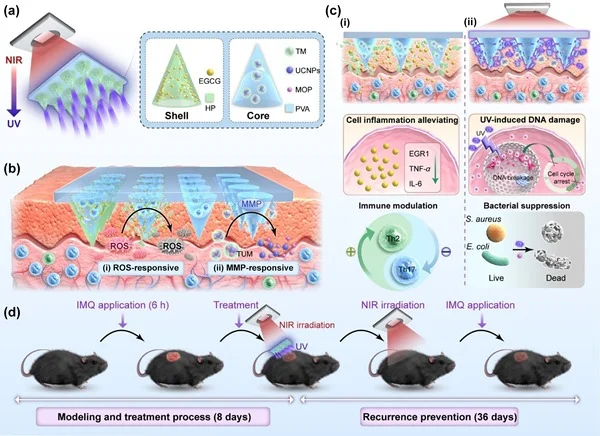 (a)
NIR
UV
EGCG
HP
Shell
Core
TM
UCNPs
MOP
PVA
(b)
MMP
ROS
ROS
TUM
(i) ROS-responsive
(ii) MMP-responsive
(c)
(i)
(ii)
Cell inflammation alleviating
EGR1
TNF-α
IL-6
UV-induced DNA damage
UV
DNA breakage
Cell cycle
arrest
Immune modulation
Th2
Th17
Bacterial suppression
S. aureus
E. coli
Live
Dead
(d)
IMQ application (6 h)
Treatment
NIR irradiation
UV
NIR irradiation
IMQ application
Modeling and treatment process (8 days)
Recurrence prevention (36 days)